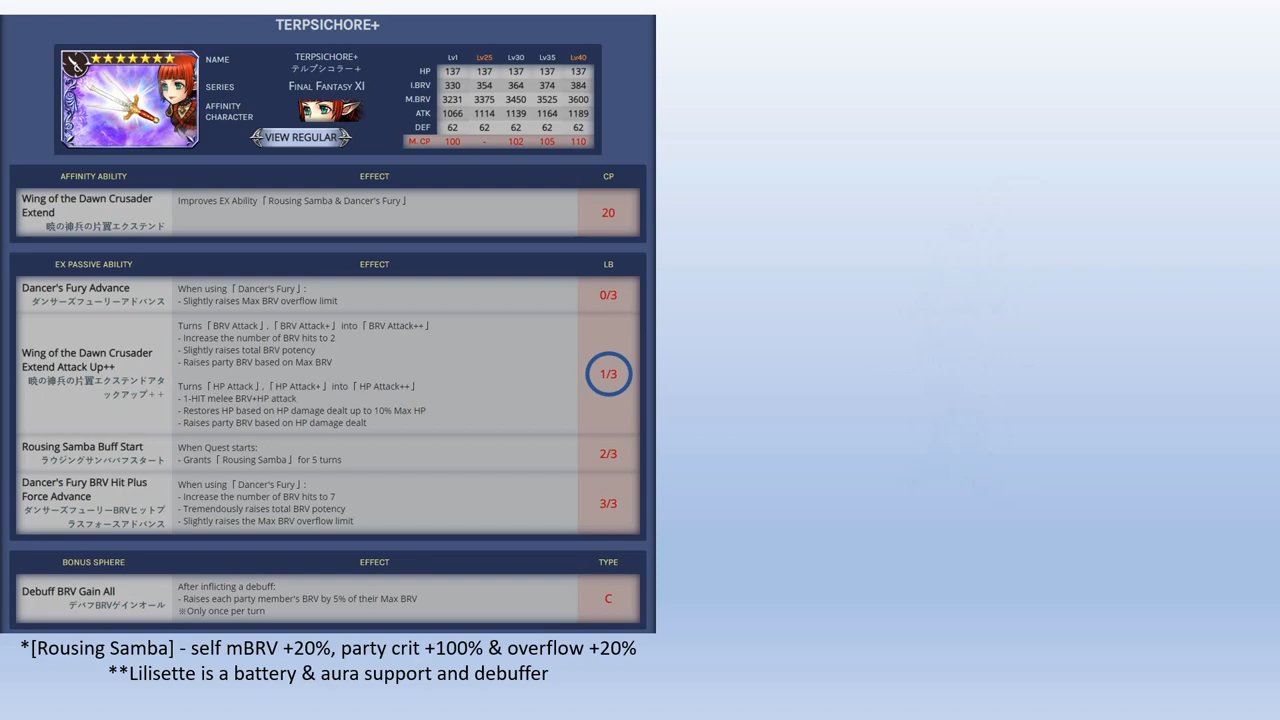 TERPSICHORE+
NAME
TERPSICHORE+
テルプシコラー＋
SERIES
FINAL FANTASY XI
AFFINITY
CHARACTER
VIEW REGULAR
Lv1 Lv25 Lv30 Lv35 Lv40
HP 137 137 137 137 137
I.BRV 330 354 364 374 384
M.BRV 3231 3375 3450 3525 3600
ATK 1066 1114 1139 1164 1189
DEF 62 62 62 62 62
M. CP 100 - 102 105 110
AFFINITY ABILITY EFFECT CP
Wing of the Dawn Crusader
Extend
暁の神兵の片翼エクステンド
Improves EX Ability「Rousing Samba & Dancer's Fury」
20
EX PASSIVE ABILITY EFFECT LB
Dancer's Fury Advance
ダンサーズフューリーアドバンス
When using「Dancer's Fury」:
- Slightly raises Max BRV overflow limit
0/3
Wing of the Dawn Crusader
Extend Attack Up++
暁の神兵の片翼エクステンドアタ
ックアップ＋＋
Turns「BRV Attack」,「BRV Attack+」into「BRV Attack++」
- Increase the number of BRV hits to 2
- Slightly raises total BRV potency
- Raises party BRV based on Max BRV
Turns「HP Attack」,「HP Attack+」into「HP Attack++」
- 1-HIT melee BRV+HP attack
- Restores HP based on HP damage dealt up to 10% Max HP
- Raises party BRV based on HP damage dealt
1/3
Rousing Samba Buff Start
ラウジングサンババフスタート
When Quest starts:
- Grants「Rousing Samba」for 5 turns
2/3
Dancer's Fury BRV Hit Plus
Force Advance
ダンサーズフューリーBRVヒットプ
ラスフォースアドバンス
When using「Dancer's Fury」:
- Increase the number of BRV hits to 7
- Tremendously raises total BRV potency
- Slightly raises the Max BRV overflow limit
3/3
BONUS SPHERE EFFECT TYPE
Debuff BRV Gain All
デバフBRVゲインオール
After inflicting a debuff:
- Raises each party member's BRV by 5% of their Max BRV
※Only once per turn
C
*[Rousing Samba] - self mBRV +20%, party crit +100% & overflow +20%
**Lilisette is a battery & aura support and debuffer